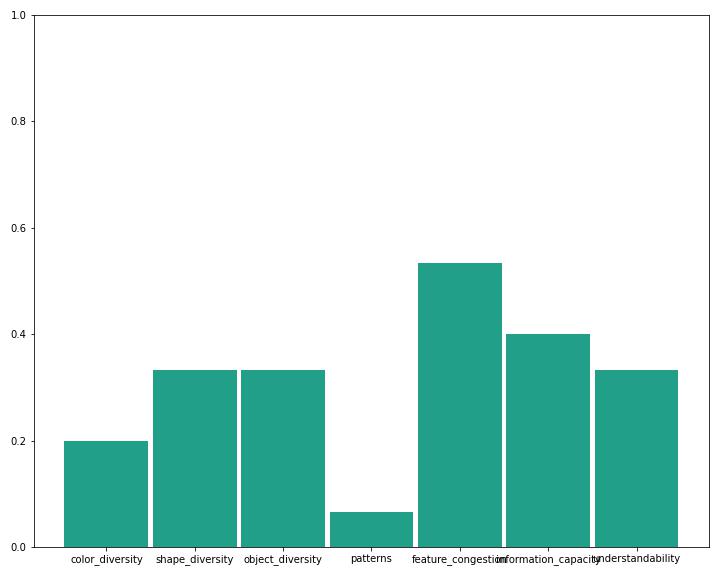 1.0
0.8
0.6
0.4
0.2
0.0
color_diversity
shape_diversity
object_diversity
patterns
feature_congestion
information_capacity
understandability